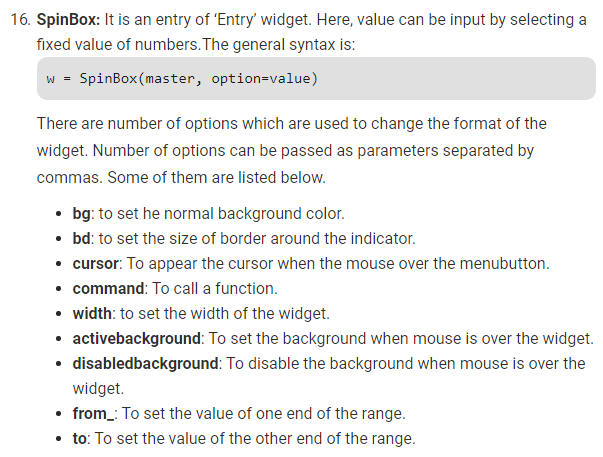 16. SpinBox: It is an entry of ‘Entry’ widget. Here, value can be input by selecting a
fixed value of numbers.The general syntax is:
w = SpinBox(master, option=value)
There are number of options which are used to change the format of the
widget. Number of options can be passed as parameters separated by
commas. Some of them are listed below.
• bg: to set he normal background color.
• bd: to set the size of border around the indicator.
• cursor: To appear the cursor when the mouse over the menubutton.
• command: To call a function.
• width: to set the width of the widget.
• activebackground: To set the background when mouse is over the widget.
• disabledbackground: To disable the background when mouse is over the
widget.
• from_: To set the value of one end of the range.
• to: To set the value of the other end of the range.